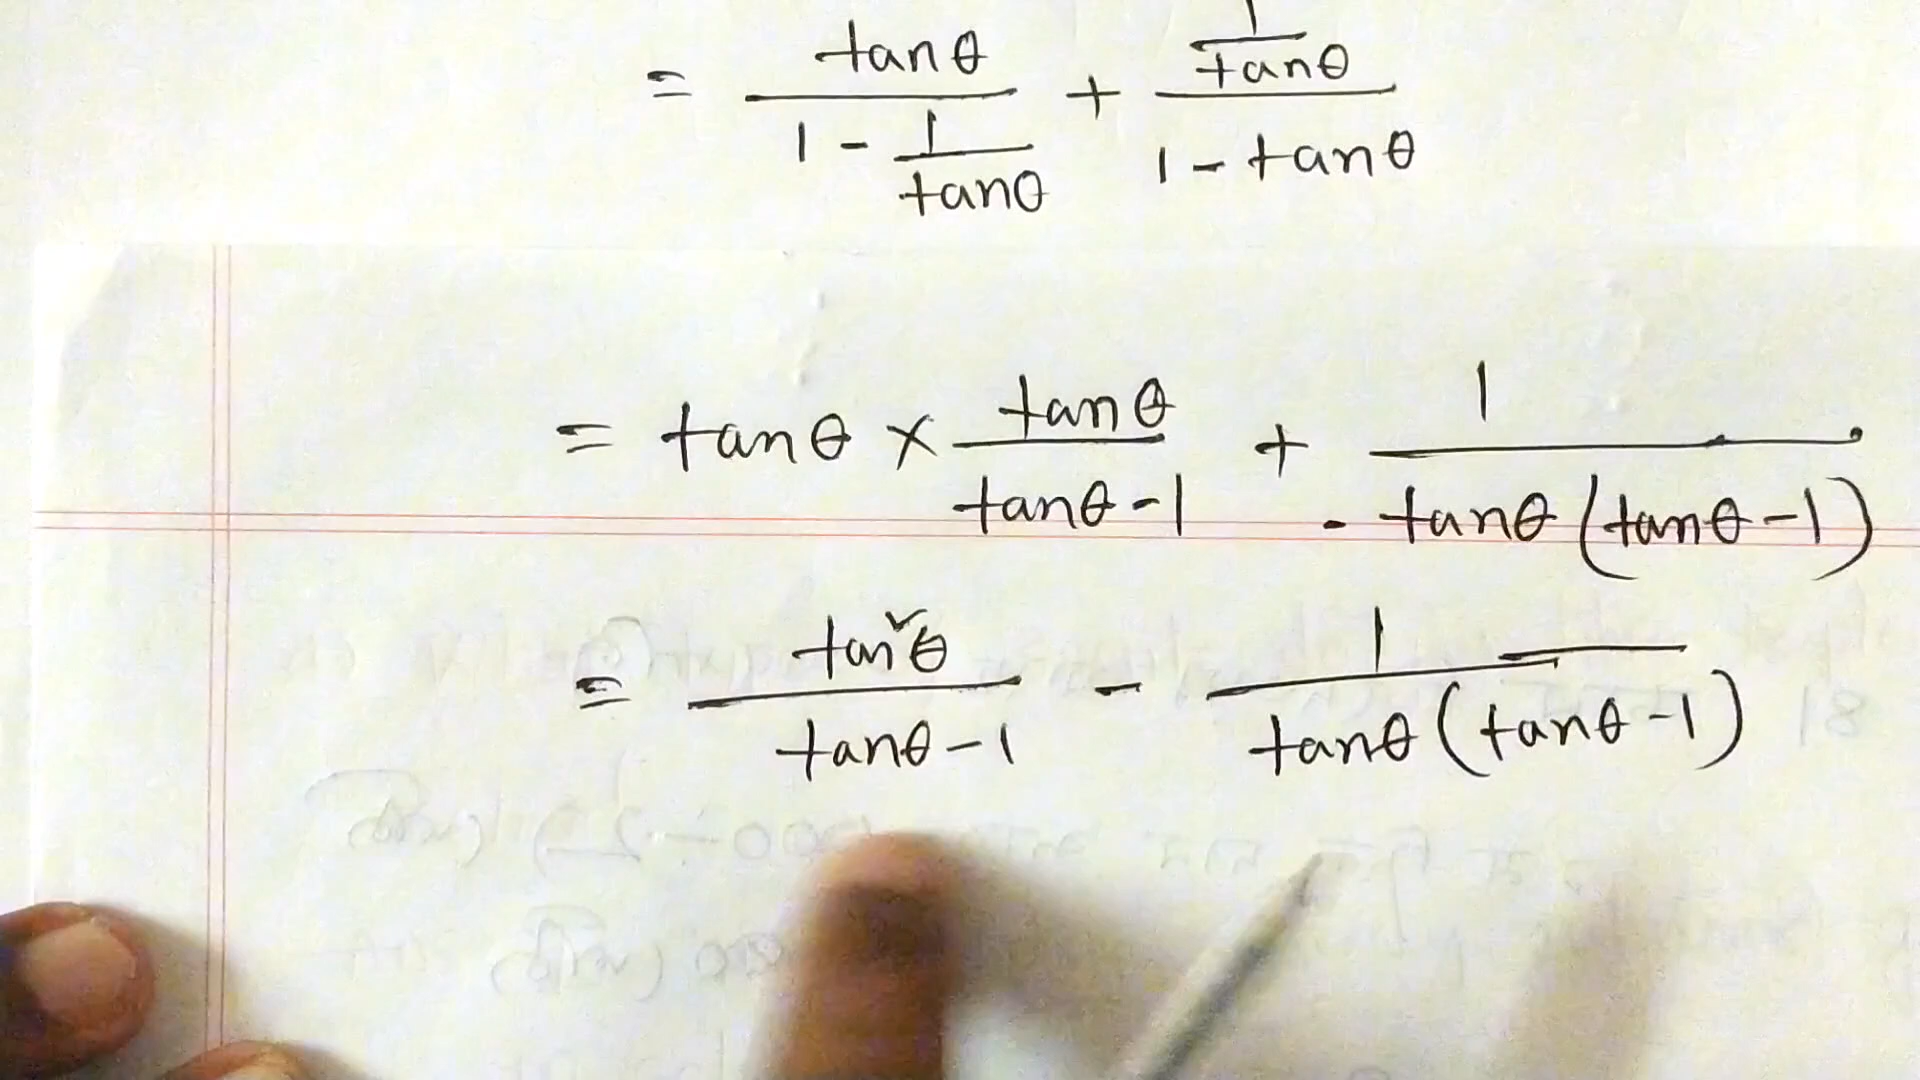 = tanθ / (1 - 1/tanθ) + (1/tanθ) / (1 - tanθ)
= tanθ × tanθ / (tanθ - 1) + 1 / (- tanθ (tanθ - 1))
= tan²θ / (tanθ - 1) - 1 / (tanθ (tanθ - 1))